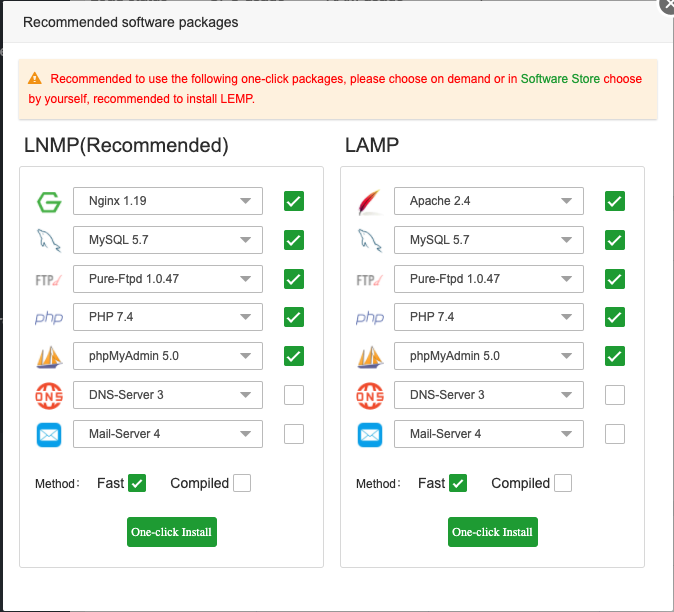 Recommended software packages
Recommended to use the following one-click packages, please choose on demand or in Software Store choose
by yourself, recommended to install LEMP.
LNMP(Recommended)
Nginx 1.19
MySQL 5.7
FTP Pure-Ftpd 1.0.47
php PHP 7.4
phpMyAdmin 5.0
DNS DNS-Server 3
Mail-Server 4
Method: Fast Compiled
One-click Install
LAMP
Apache 2.4
MySQL 5.7
FTP Pure-Ftpd 1.0.47
php PHP 7.4
phpMyAdmin 5.0
DNS DNS-Server 3
Mail-Server 4
Method: Fast Compiled
One-click Install